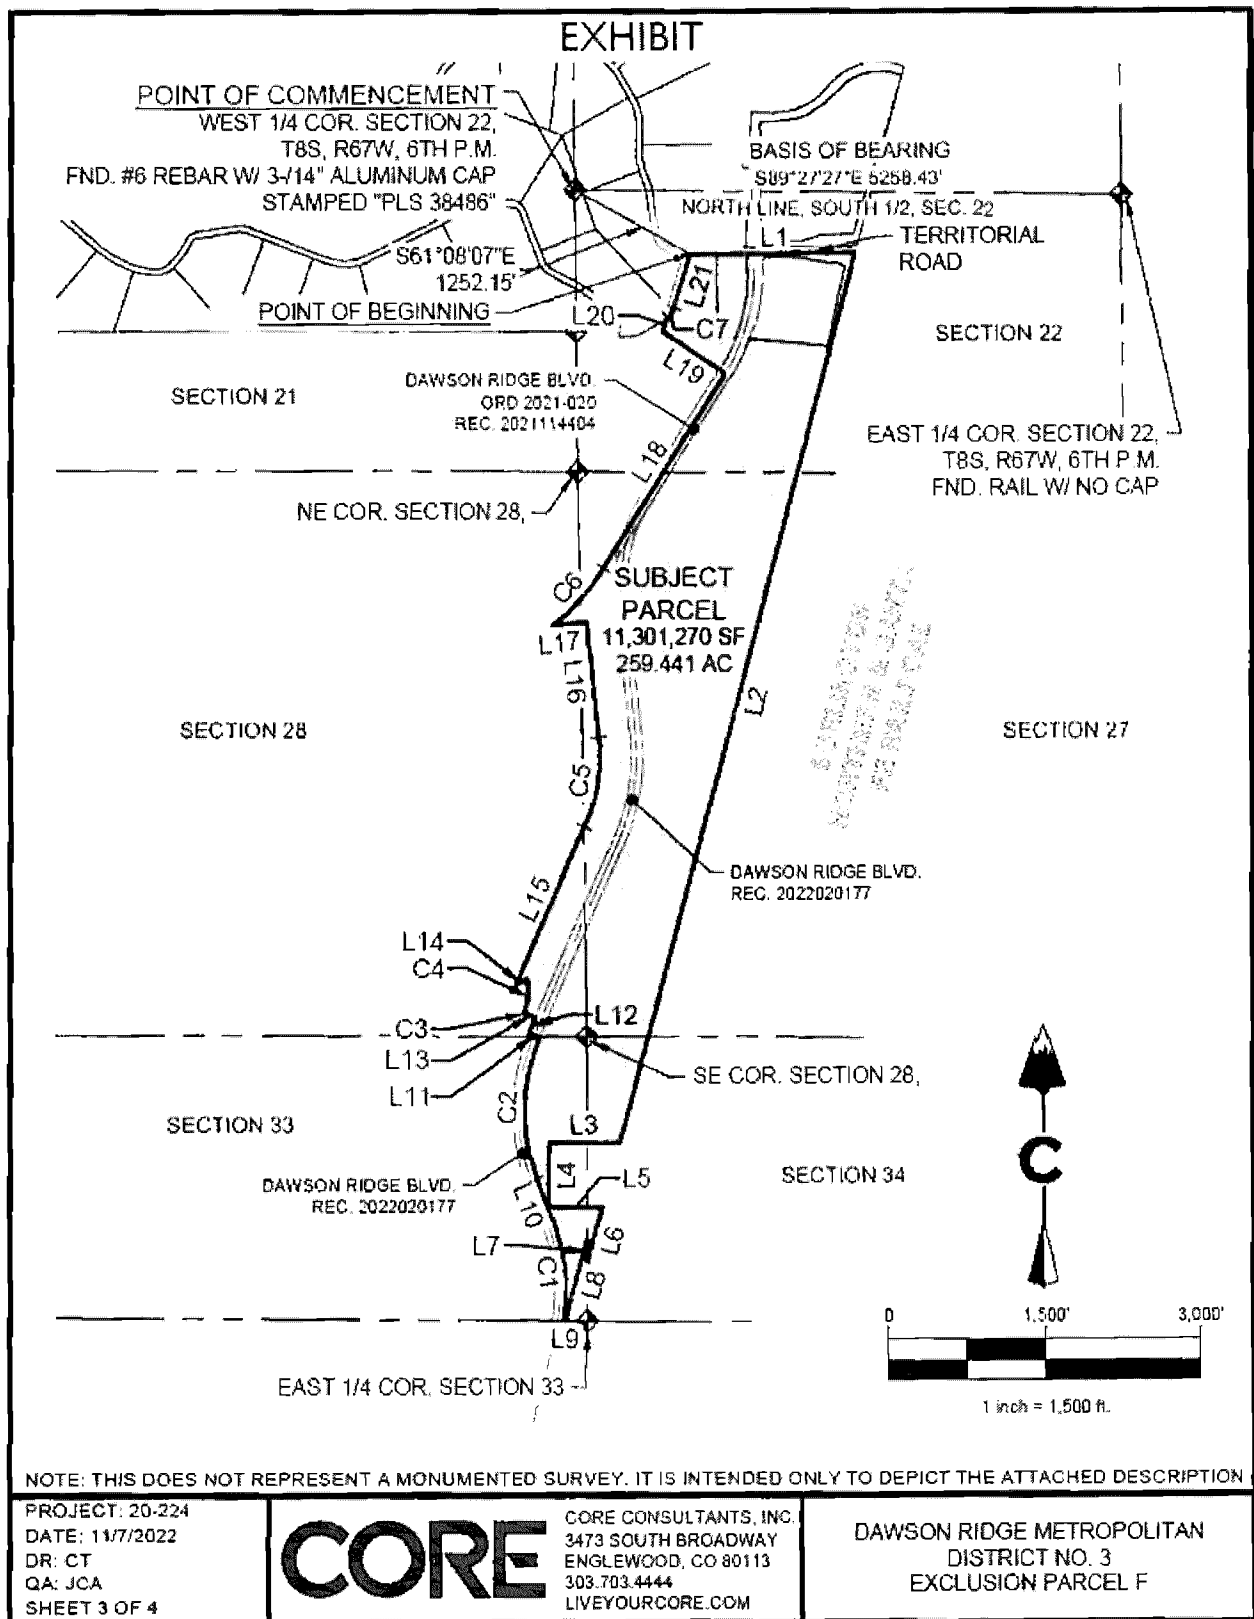 EXHIBIT
POINT OF COMMENCEMENT
WEST 1/4 COR. SECTION 22,
T8S, R67W, 6TH P.M.
FND. #6 REBAR W/ 3-/14" ALUMINUM CAP
STAMPED "PLS 38486"
BASIS OF BEARING
S89°27'27"E 5258.43'
NORTH LINE, SOUTH 1/2, SEC. 22
L1
TERRITORIAL
ROAD
S61°08'07"E
1252.15'
POINT OF BEGINNING
L21
L20
C7
L19
SECTION 22
SECTION 21
DAWSON RIDGE BLVD.
ORD 2021-020
REC. 2021114404
L18
EAST 1/4 COR. SECTION 22,
T8S, R67W, 6TH P.M.
FND. RAIL W/ NO CAP
NE COR. SECTION 28,
C6
SUBJECT
PARCEL
11,301,270 SF
259.441 AC
L17
L16
L2
SECTION 28
SECTION 27
C5
DAWSON RIDGE BLVD.
REC. 2022020177
L15
L14
C4
C3
L12
L13
L11
SE COR. SECTION 28,
C2
SECTION 33
L3
L4
L5
SECTION 34
DAWSON RIDGE BLVD.
REC. 2022020177
L10
L7
L6
C1
L8
L9
EAST 1/4 COR. SECTION 33
C
0 1,500' 3,000'
1 inch = 1,500 ft.
NOTE: THIS DOES NOT REPRESENT A MONUMENTED SURVEY. IT IS INTENDED ONLY TO DEPICT THE ATTACHED DESCRIPTION
PROJECT: 20-224
DATE: 11/7/2022
DR: CT
QA: JCA
SHEET 3 OF 4
CORE
CORE CONSULTANTS, INC.
3473 SOUTH BROADWAY
ENGLEWOOD, CO 80113
303.703.4444
LIVEYOURCORE.COM
DAWSON RIDGE METROPOLITAN
DISTRICT NO. 3
EXCLUSION PARCEL F